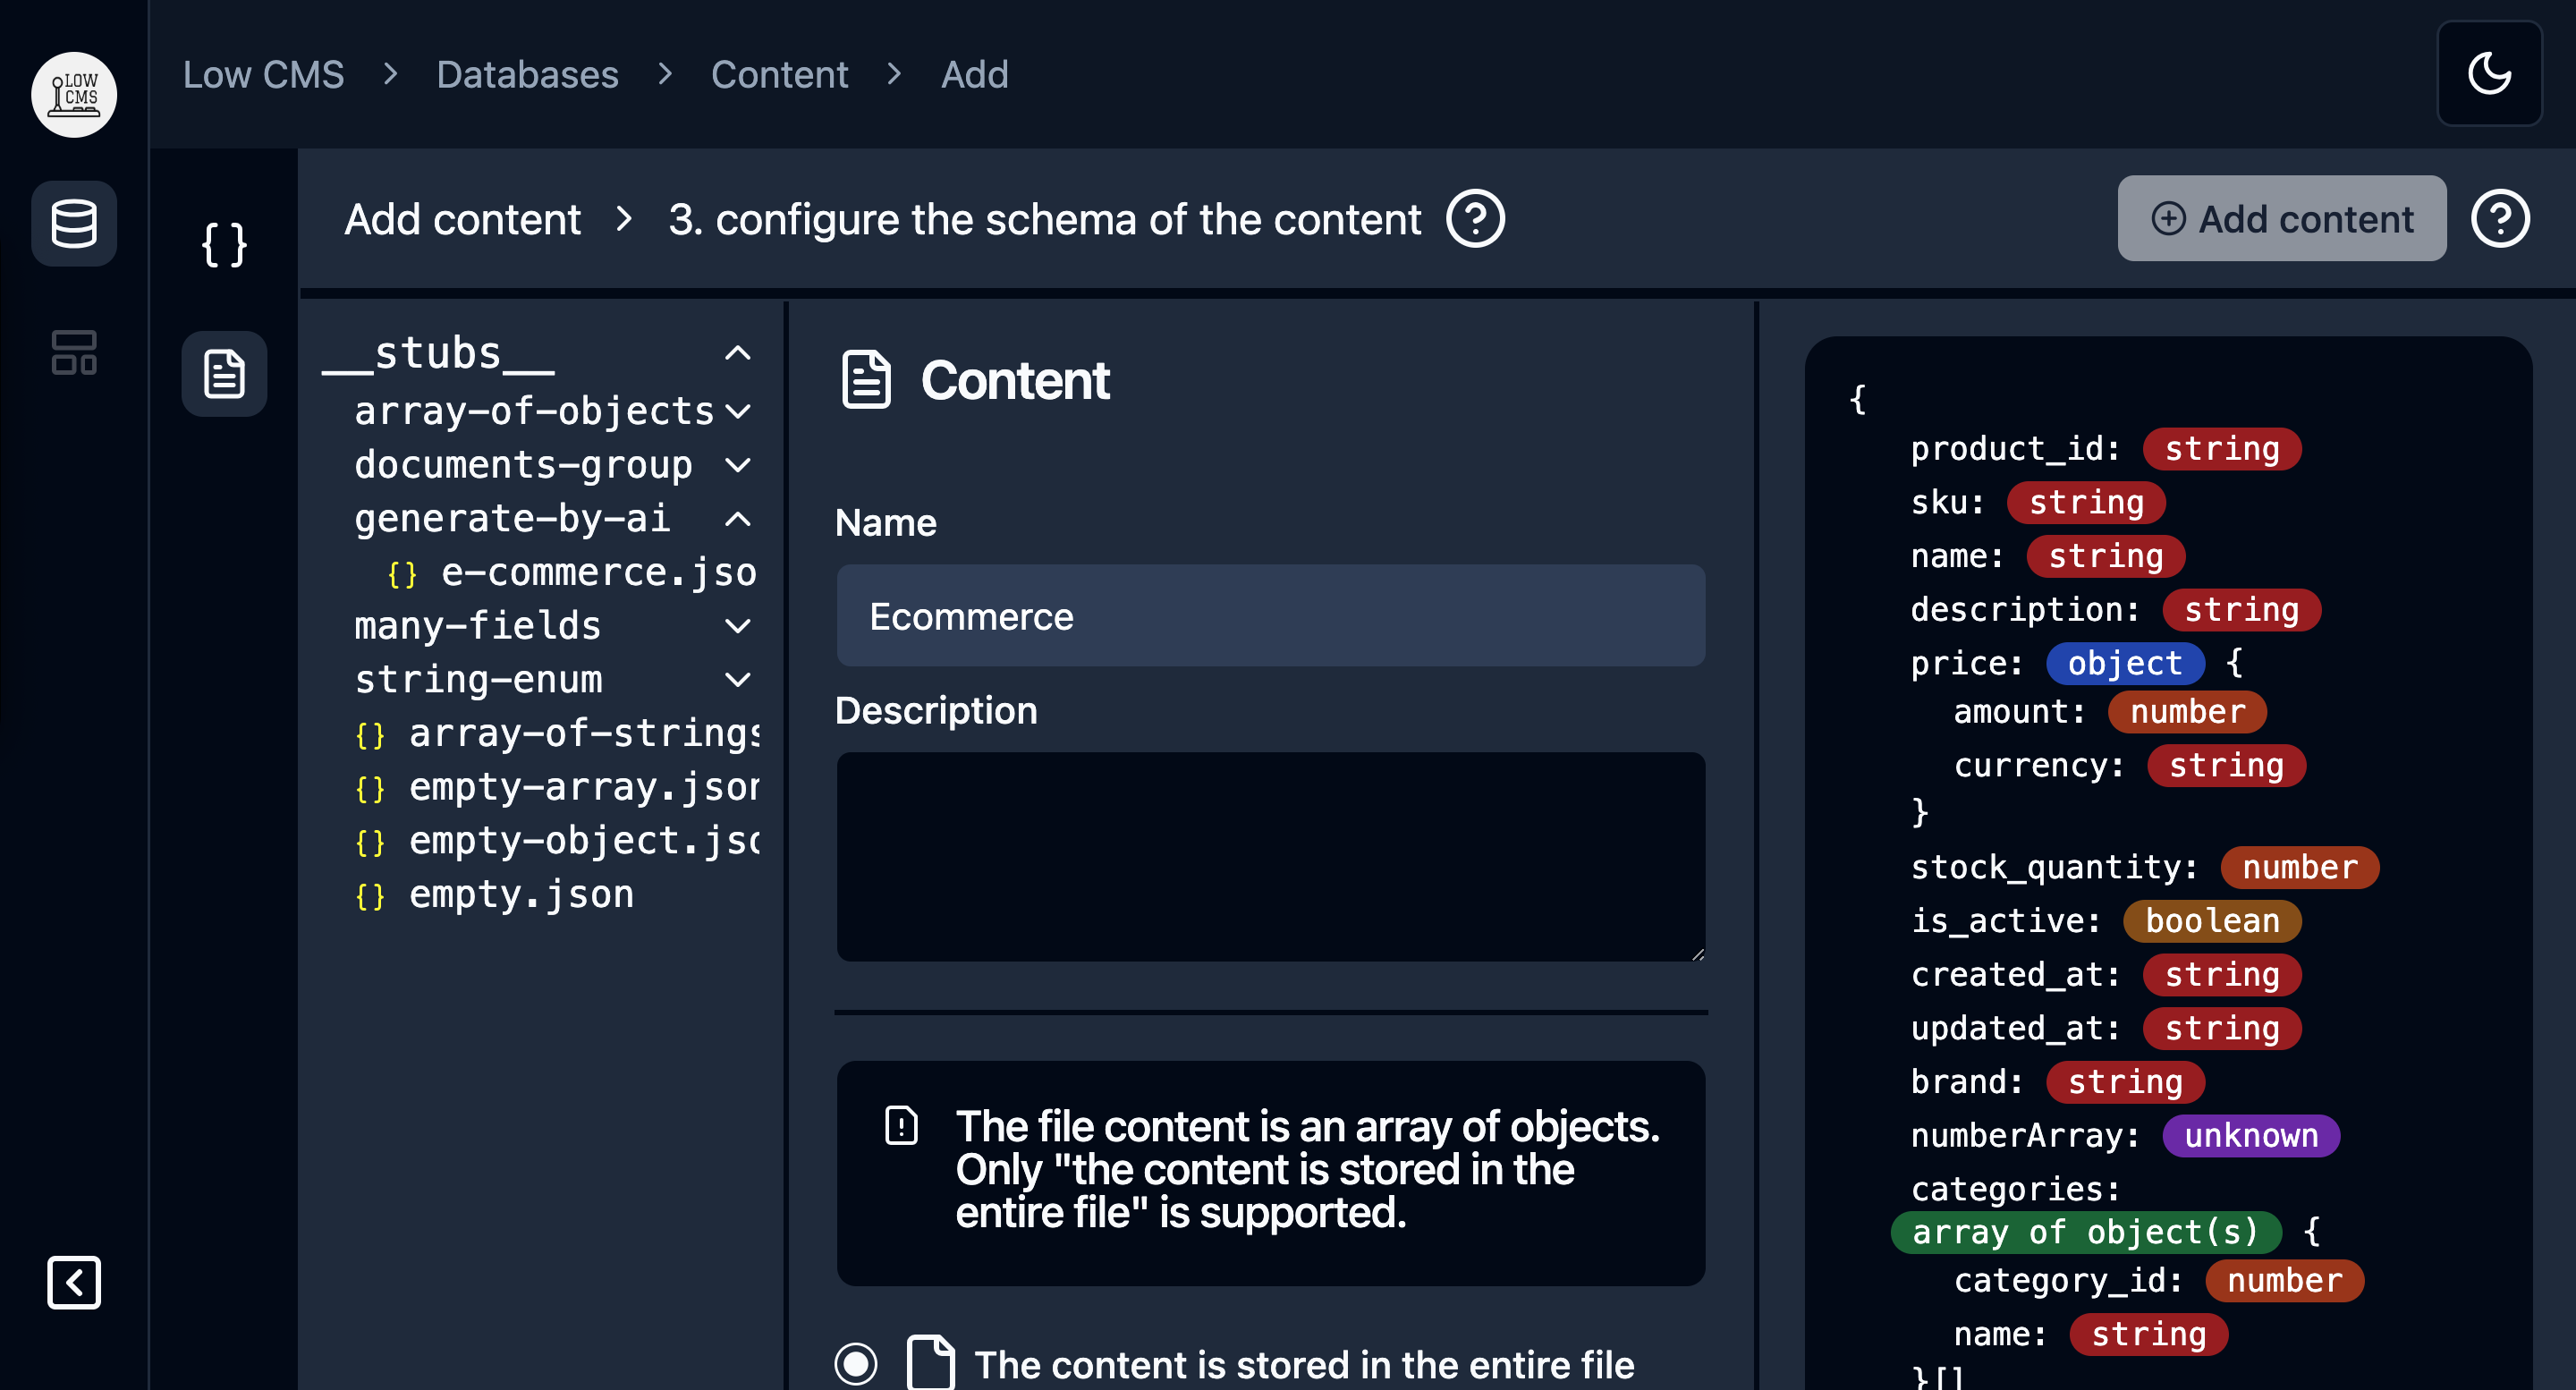 LOW
CMS
Low CMS > Databases > Content > Add
Add content > 3. configure the schema of the content
Add content
__stubs__
array-of-objects
documents-group
generate-by-ai
{} e-commerce.jso
many-fields
string-enum
{} array-of-strings
{} empty-array.json
{} empty-object.jso
{} empty.json
Content
Name
Ecommerce
Description
The file content is an array of objects.
Only "the content is stored in the
entire file" is supported.
The content is stored in the entire file
{
product_id: string
sku: string
name: string
description: string
price: object {
amount: number
currency: string
}
stock_quantity: number
is_active: boolean
created_at: string
updated_at: string
brand: string
numberArray: unknown
categories:
array of object(s) {
category_id: number
name: string
}[]